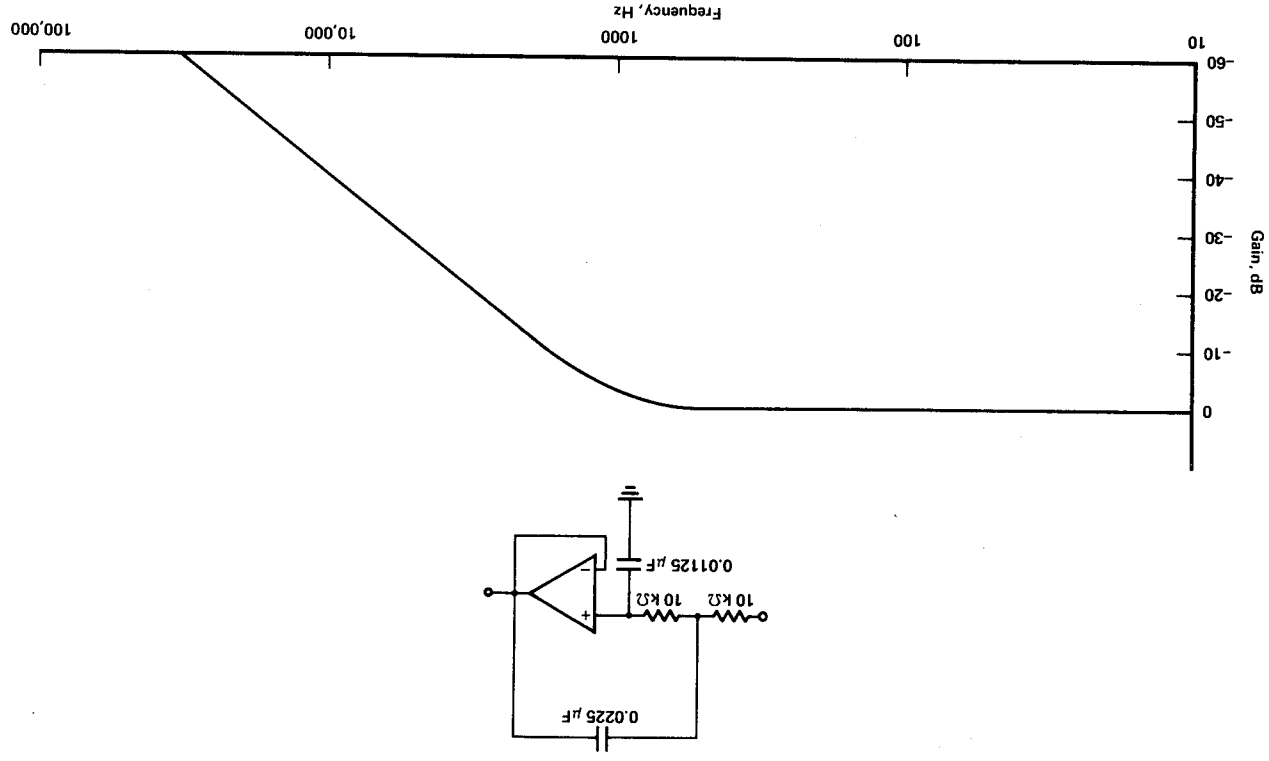 0.0225 μF
10 kΩ
10 kΩ
+
−
0.01125 μF
Gain, dB
0
-10
-20
-30
-40
-50
-60
10
100
1000
10,000
100,000
Frequency, Hz